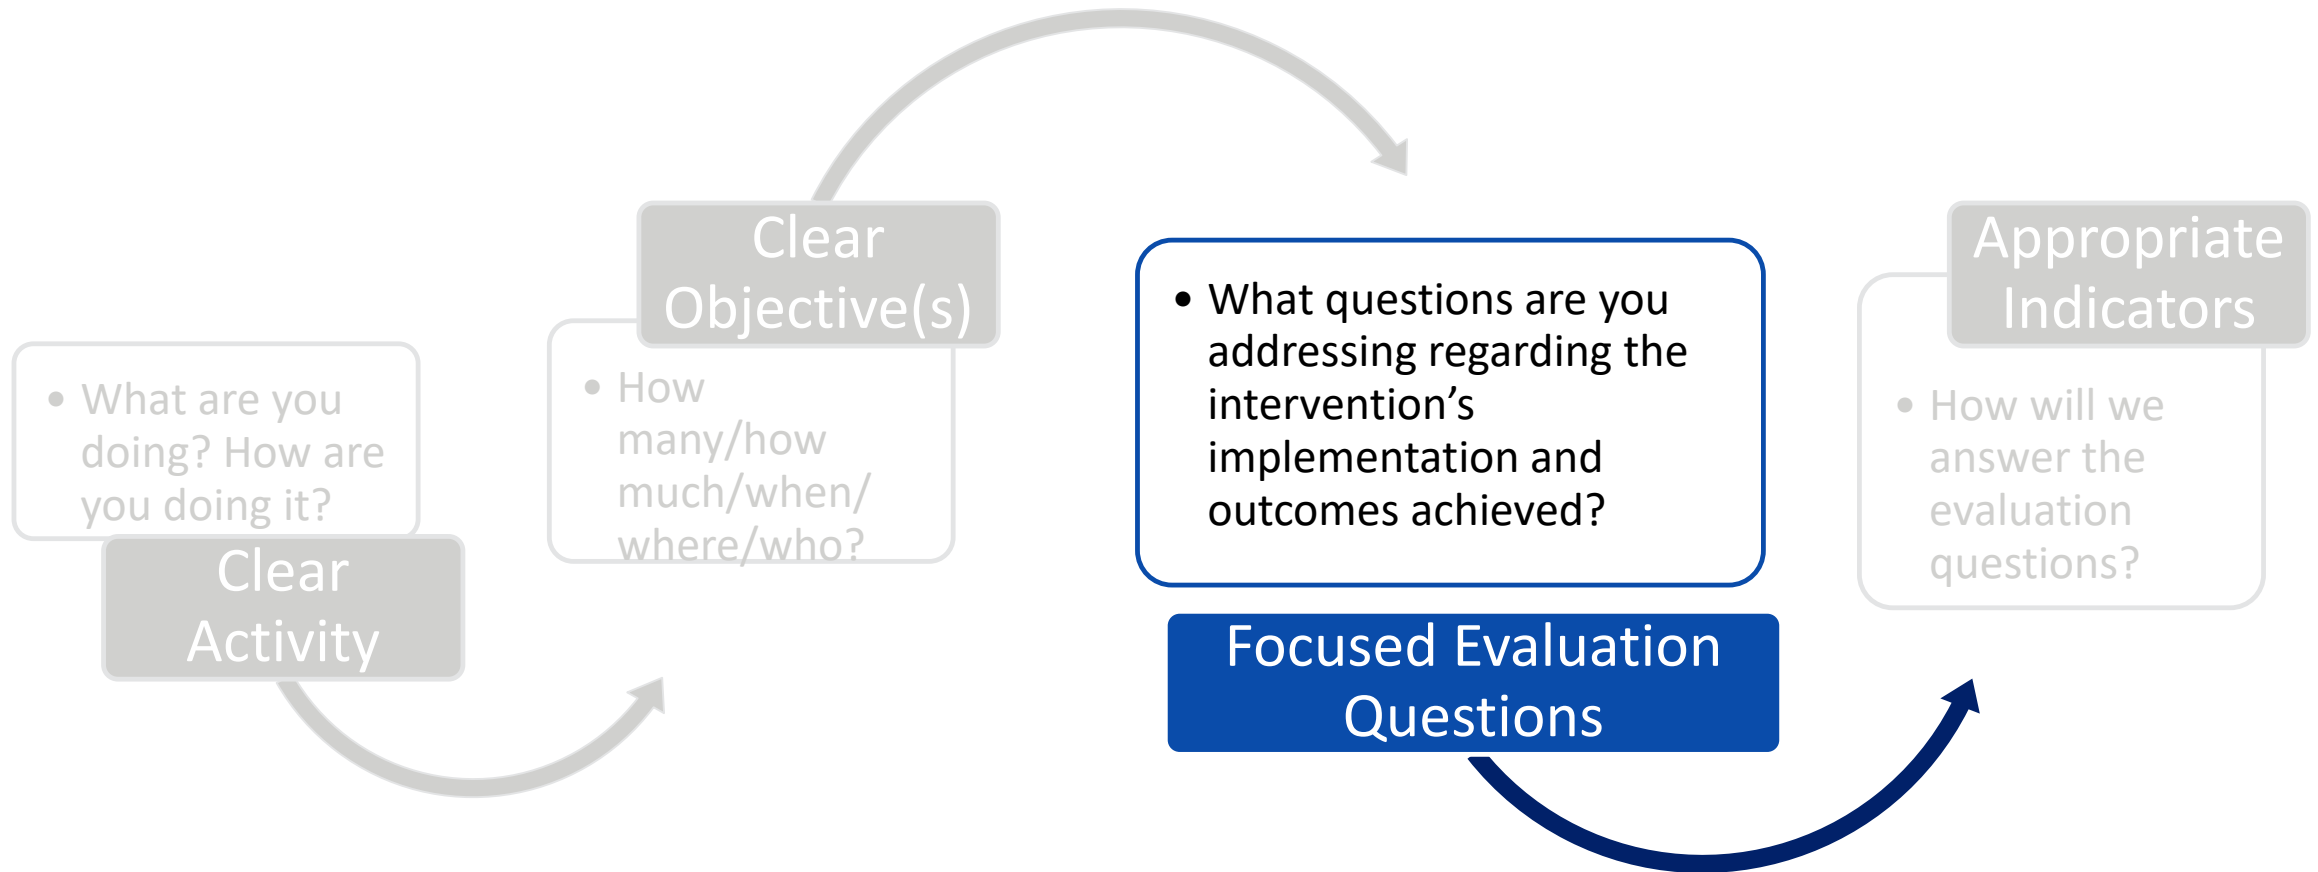 • What are you
doing? How are
you doing it?
Clear
Activity
Clear
Objective(s)
• How
many/how
much/when/
where/who?
• What questions are you
addressing regarding the
intervention’s
implementation and
outcomes achieved?
Focused Evaluation
Questions
Appropriate
Indicators
• How will we
answer the
evaluation
questions?